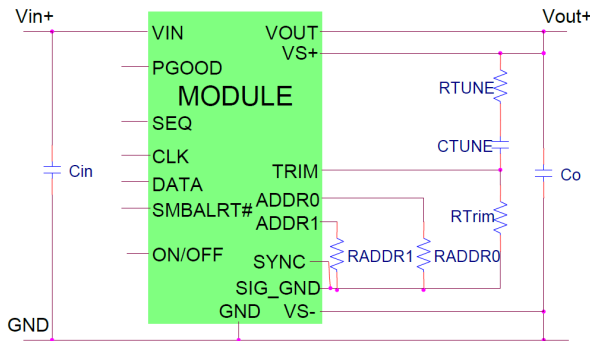 Vin+
Vout+
VIN
VOUT
VS+
PGOOD
RTUNE
MODULE
SEQ
CTUNE
CLK
TRIM
Cin
Co
DATA
ADDR0
SMBALRT#
ADDR1
RTrim
ON/OFF
SYNC
RADDR1
RADDR0
SIG_GND
GND
VS-
GND